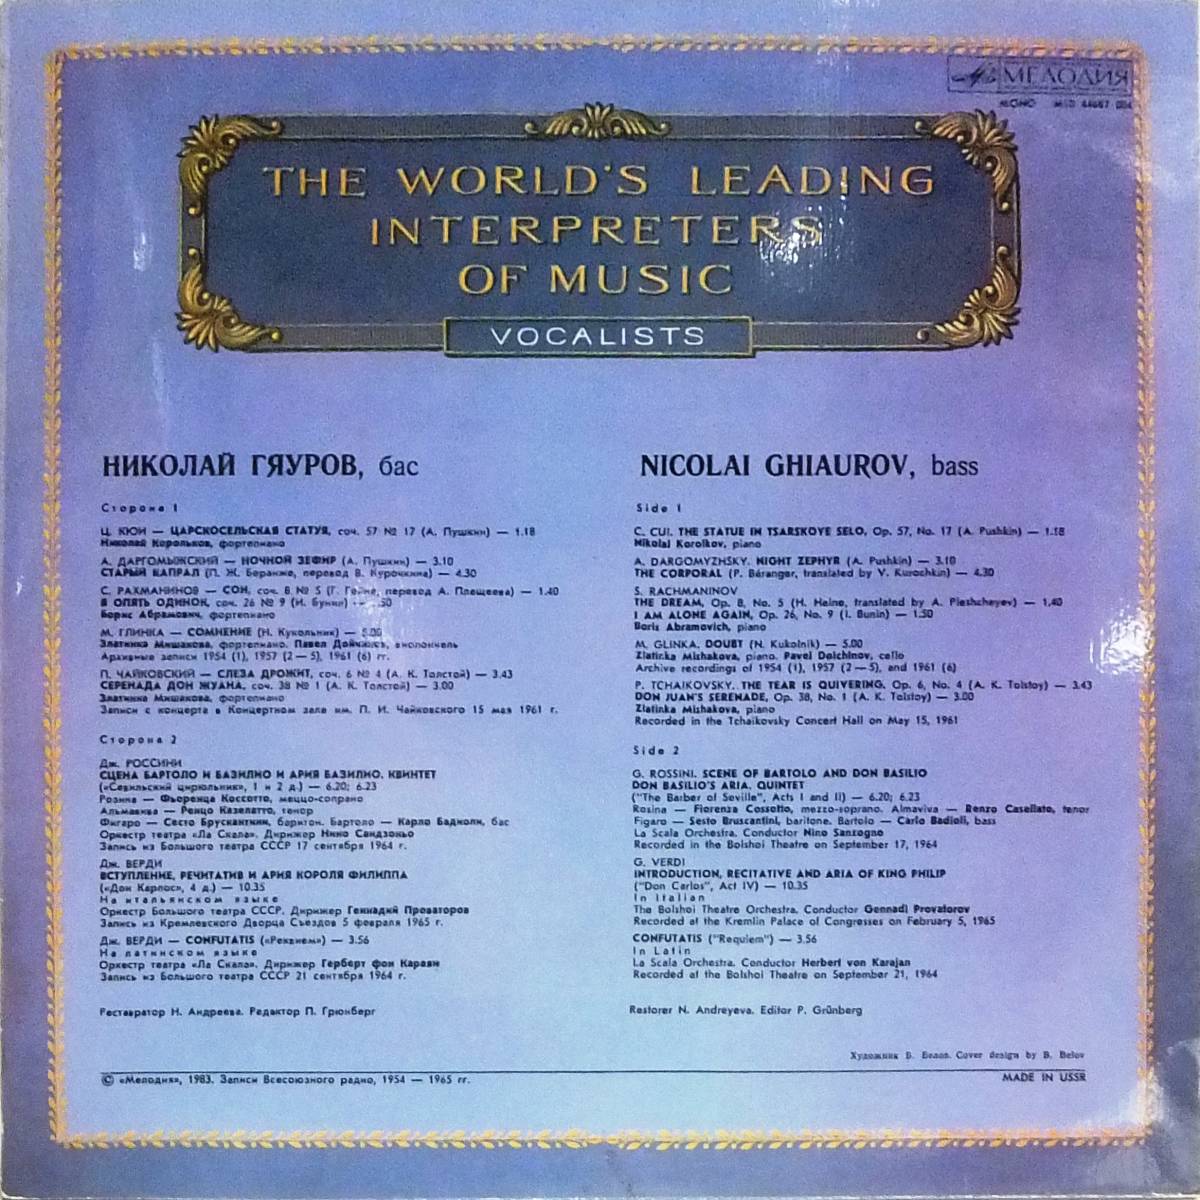 МЕЛОДИЯ
MONO М10 44687 004
THE WORLD'S LEADING
INTERPRETERS
OF MUSIC
VOCALISTS
НИКОЛАЙ ГЯУРОВ, бас
Сторона 1
Ц. КЮИ — ЦАРСКОСЕЛЬСКАЯ СТАТУЯ, соч. 57 № 17 (А. Пушкин) — 1.18
Николай Корольков, фортепиано
А. ДАРГОМЫЖСКИЙ — НОЧНОЙ ЗЕФИР (А. Пушкин) — 3.10
СТАРЫЙ КАПРАЛ (П. Ж. Беранже, перевод В. Курочкина) — 4.30
С. РАХМАНИНОВ — СОН, соч. 8 № 5 (Г. Гейне, перевод А. Плещеева) — 1.40
Я ОПЯТЬ ОДИНОК, соч. 26 № 9 (И. Бунин) — .50
Борис Абрамович, фортепиано
М. ГЛИНКА — СОМНЕНИЕ (Н. Кукольник) — 5.00
Златинка Мишакова, фортепиано. Павел Дойчинов, виолончель
Архивные записи 1954 (1), 1957 (2—5), 1961 (6) гг.
П. ЧАЙКОВСКИЙ — СЛЕЗА ДРОЖИТ, соч. 6 № 4 (А. К. Толстой) — 3.43
СЕРЕНАДА ДОН ЖУАНА, соч. 38 № 1 (А. К. Толстой) — 3.00
Златинка Мишакова, фортепиано
Записи с концерта в Концертном зале им. П. И. Чайковского 15 мая 1961 г.
Сторона 2
Дж. РОССИНИ
СЦЕНА БАРТОЛО И БАЗИЛИО И АРИЯ БАЗИЛИО. КВИНТЕТ
(«Севильский цирюльник», 1 и 2 д.) — 6.20; 6.23
Розина — Фьоренца Коссотто, меццо-сопрано
Альмавива — Ренцо Казелатто, тенор
Фигаро — Сесто Брускантини, баритон. Бартоло — Карло Бадиоли, бас
Оркестр театра «Ла Скала». Дирижер Нино Сандзоньо
Запись из Большого театра СССР 17 сентября 1964 г.
Дж. ВЕРДИ
ВСТУПЛЕНИЕ, РЕЧИТАТИВ И АРИЯ КОРОЛЯ ФИЛИППА
(«Дон Карлос», 4 д.) — 10.35
На итальянском языке
Оркестр Большого театра СССР. Дирижер Геннадий Проваторов
Запись из Кремлевского Дворца Съездов 5 февраля 1965 г.
Дж. ВЕРДИ — CONFUTATIS («Реквием») — 3.56
На латинском языке
Оркестр театра «Ла Скала». Дирижер Герберт фон Караян
Запись из Большого театра СССР 21 сентября 1964 г.
Реставратор Н. Андреева. Редактор П. Грюнберг
NICOLAI GHIAUROV, bass
Side 1
C. CUI. THE STATUE IN TSARSKOYE SELO, Op. 57, No. 17 (A. Pushkin) — 1.18
Nikolai Korolkov, piano
A. DARGOMYZHSKY. NIGHT ZEPHYR (A. Pushkin) — 3.10
THE CORPORAL (P. Béranger, translated by V. Kurochkin) — 4.30
S. RACHMANINOV
THE DREAM, Op. 8, No. 5 (H. Heine, translated by A. Pleshcheyev) — 1,40
I AM ALONE AGAIN, Op. 26, No. 9 (I. Bunin) — 1.50
Boris Abramovich, piano
M. GLINKA. DOUBT (N. Kukolnik) — 5.00
Zlatinka Mishakova, piano. Pavel Doichinov, cello
Archive recordings of 1954 (1), 1957 (2—5), and 1961 (6)
P. TCHAIKOVSKY. THE TEAR IS QUIVERING, Op. 6, No. 4 (A. K. Tolstoy) — 3.43
DON JUAN'S SERENADE, Op. 38, No. 1 (A. K. Tolstoy) — 3.00
Zlatinka Mishakova, piano
Recorded in the Tchaikovsky Concert Hall on May 15, 1961
Side 2
G. ROSSINI. SCENE OF BARTOLO AND DON BASILIO
DON BASILIO'S ARIA. QUINTET
("The Barber of Seville", Acts I and II) — 6.20; 6.23
Rosina — Fiorenza Cossotto, mezzo-soprano. Almaviva — Renzo Casellato, tenor
Figaro — Sesto Bruscantini, baritone. Bartolo — Carlo Badioli, bass
La Scala Orchestra. Conductor Nino Sanzogno
Recorded in the Bolshoi Theatre on September 17, 1964
G. VERDI
INTRODUCTION, RECITATIVE AND ARIA OF KING PHILIP
("Don Carlos", Act IV) — 10.35
In Italian
The Bolshoi Theatre Orchestra. Conductor Gennadi Provatorov
Recorded at the Kremlin Palace of Congresses on February 5, 1965
CONFUTATIS ("Requiem") — 3.56
In Latin
La Scala Orchestra. Conductor Herbert von Karajan
Recorded at the Bolshoi Theatre on September 21, 1964
Restorer N. Andreyeva. Editor P. Grünberg
Художник Б. Белов. Cover design by B. Belov
© «Мелодия», 1983. Записи Всесоюзного радио, 1954 — 1965 гг.
MADE IN USSR